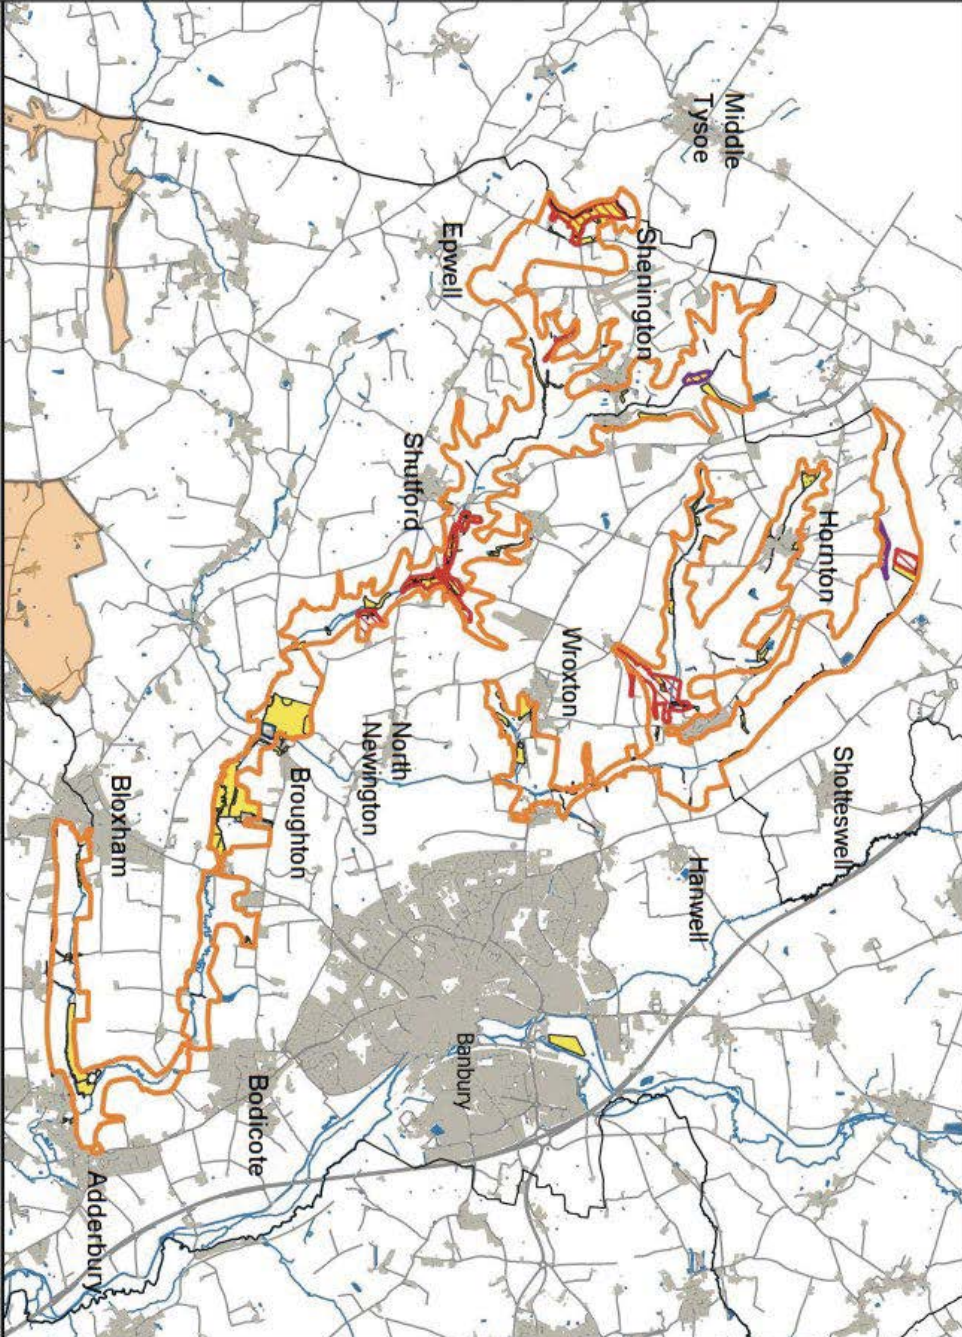 Middle
Tysoe
Shenington
Epwell
Hornton
Shutford
Wroxton
Shotteswell
North
Newington
Hanwell
Broughton
Bloxham
Banbury
Bodicote
Adderbury